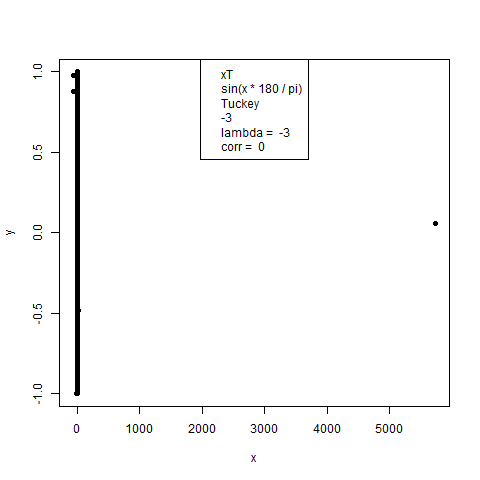 xT
sin(x * 180 / pi)
Tuckey
-3
lambda =  -3
corr =  0
1.0
0.5
0.0
-0.5
-1.0
y
0
1000
2000
3000
4000
5000
x